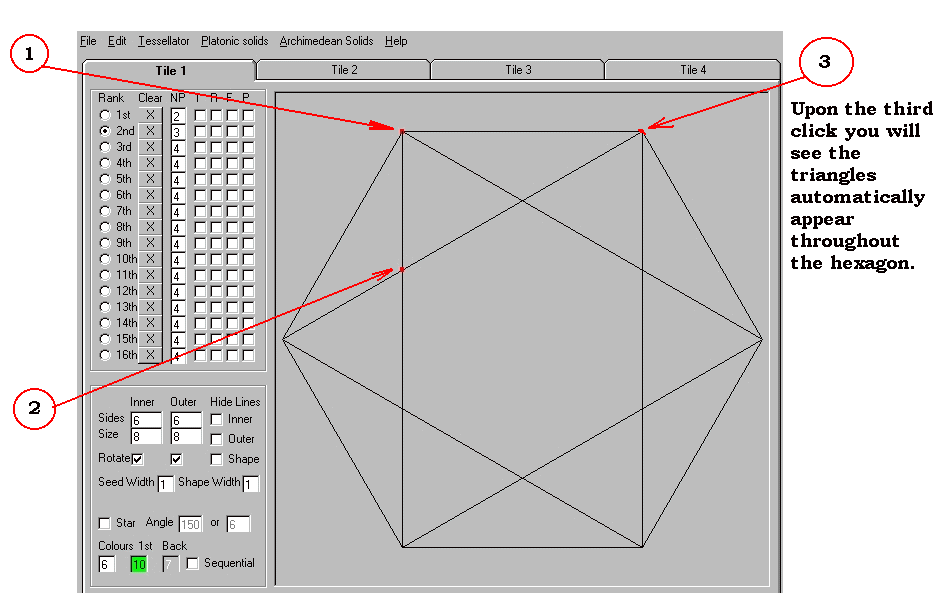 File Edit Tessellator Platonic solids Archimedean Solids Help
1
3
Tile 1 Tile 2 Tile 3 Tile 4
Rank Clear NP T R F P
1st X 2
2nd X 3
3rd X 4
4th X 4
5th X 4
6th X 4
7th X 4
8th X 4
9th X 4
10th X 4
11th X 4
12th X 4
13th X 4
14th X 4
15th X 4
16th X 4
Upon the third
click you will
see the
triangles
automatically
appear
throughout
the hexagon.
2
Inner Outer Hide Lines
Sides 6 6 Inner
Size 8 8 Outer
Rotate Shape
Seed Width 1 Shape Width 1
Star Angle 150 or 6
Colours 1st Back
6 10 7 Sequential